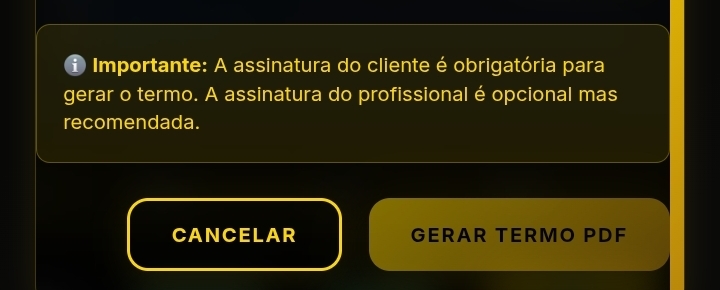 ℹ️ Importante: A assinatura do cliente é obrigatória para
gerar o termo. A assinatura do profissional é opcional mas
recomendada.
CANCELAR
GERAR TERMO PDF